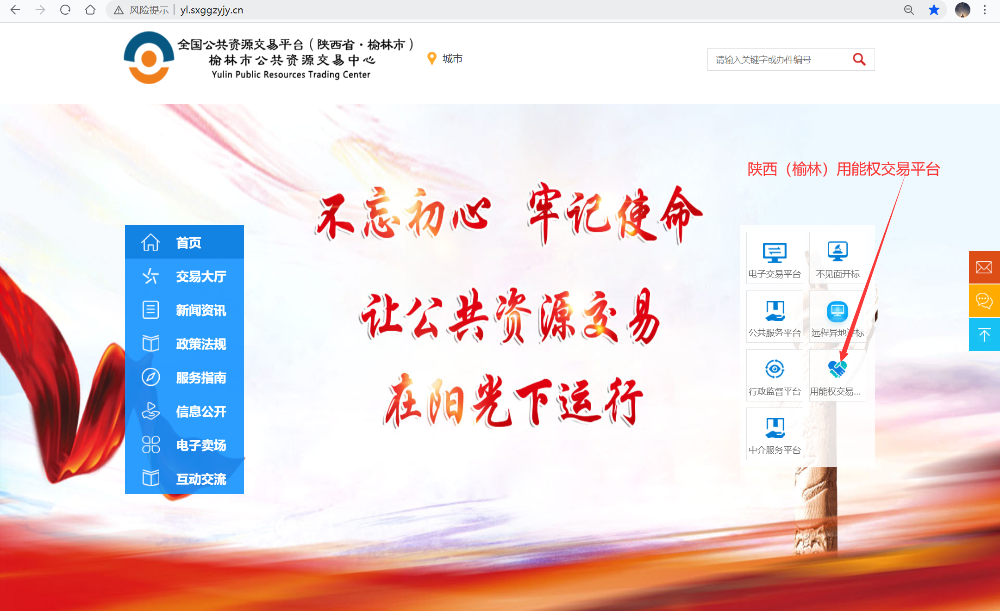 风险提示 yl.sxggzyjy.cn
全国公共资源交易平台（陕西省·榆林市）
榆林市公共资源交易中心
Yulin Public Resources Trading Center
城市
请输入关键字或办件编号
陕西（榆林）用能权交易平台
不忘初心 牢记使命
让公共资源交易
在阳光下运行
首页
交易大厅
新闻资讯
政策法规
服务指南
信息公开
电子卖场
互动交流
电子交易平台
不见面开标
公共服务平台
远程异地评标
行政监督平台
用能权交易...
中介服务平台